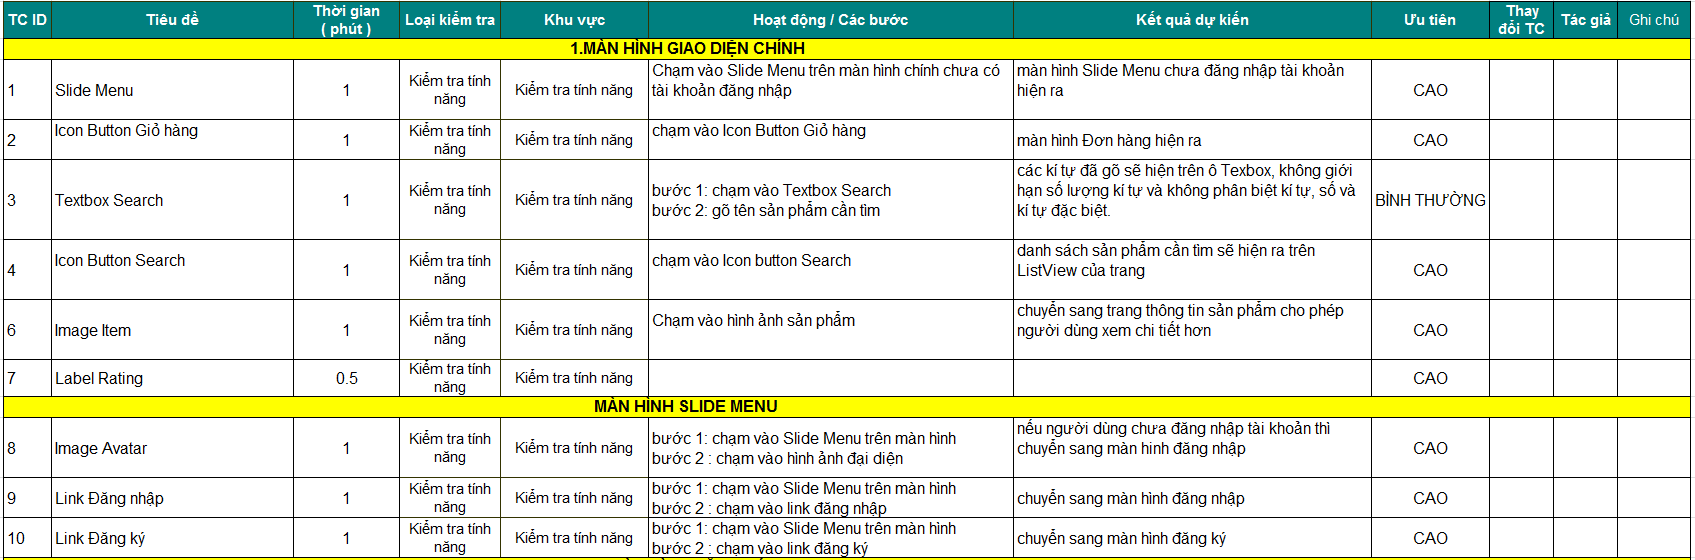 TC ID Tiêu đề Thời gian ( phút ) Loại kiểm tra Khu vực Hoạt động / Các bước Kết quả dự kiến Ưu tiên Thay đổi TC Tác giả Ghi chú
1.MÀN HÌNH GIAO DIỆN CHÍNH
1 Slide Menu 1 Kiểm tra tính năng Kiểm tra tính năng Chạm vào Slide Menu trên màn hình chính chưa có tài khoản đăng nhập màn hình Slide Menu chưa đăng nhập tài khoản hiện ra CAO
2 Icon Button Giỏ hàng 1 Kiểm tra tính năng Kiểm tra tính năng chạm vào Icon Button Giỏ hàng màn hình Đơn hàng hiện ra CAO
3 Textbox Search 1 Kiểm tra tính năng Kiểm tra tính năng bước 1: chạm vào Textbox Search bước 2: gõ tên sản phẩm cần tìm các kí tự đã gõ sẽ hiện trên ô Texbox, không giới hạn số lượng kí tự và không phân biệt kí tự, số và kí tự đặc biệt. BÌNH THƯỜNG
4 Icon Button Search 1 Kiểm tra tính năng Kiểm tra tính năng chạm vào Icon button Search danh sách sản phẩm cần tìm sẽ hiện ra trên ListView của trang CAO
6 Image Item 1 Kiểm tra tính năng Kiểm tra tính năng Chạm vào hình ảnh sản phẩm chuyển sang trang thông tin sản phẩm cho phép người dùng xem chi tiết hơn CAO
7 Label Rating 0.5 Kiểm tra tính năng Kiểm tra tính năng CAO
MÀN HÌNH SLIDE MENU
8 Image Avatar 1 Kiểm tra tính năng Kiểm tra tính năng bước 1: chạm vào Slide Menu trên màn hình bước 2 : chạm vào hình ảnh đại diện nếu người dùng chưa đăng nhập tài khoản thì chuyển sang màn hinh đăng nhập CAO
9 Link Đăng nhập 1 Kiểm tra tính năng Kiểm tra tính năng bước 1: chạm vào Slide Menu trên màn hình bước 2 : chạm vào link đăng nhập chuyển sang màn hình đăng nhập CAO
10 Link Đăng ký 1 Kiểm tra tính năng Kiểm tra tính năng bước 1: chạm vào Slide Menu trên màn hình bước 2 : chạm vào link đăng ký chuyển sang màn hình đăng ký CAO